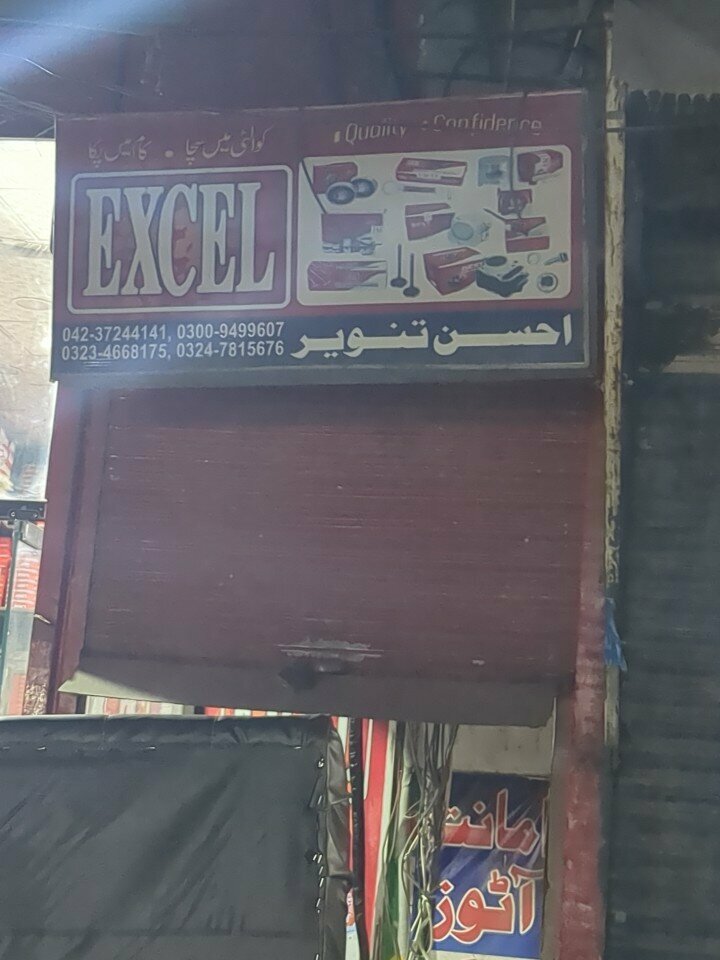 کوالٹی میں سچا . کام میں پکا
Quality & Confidence
EXCEL
042-37244141, 0300-9499607
0323-4668175, 0324-7815676
احسن تنویر
امانت
آٹوز